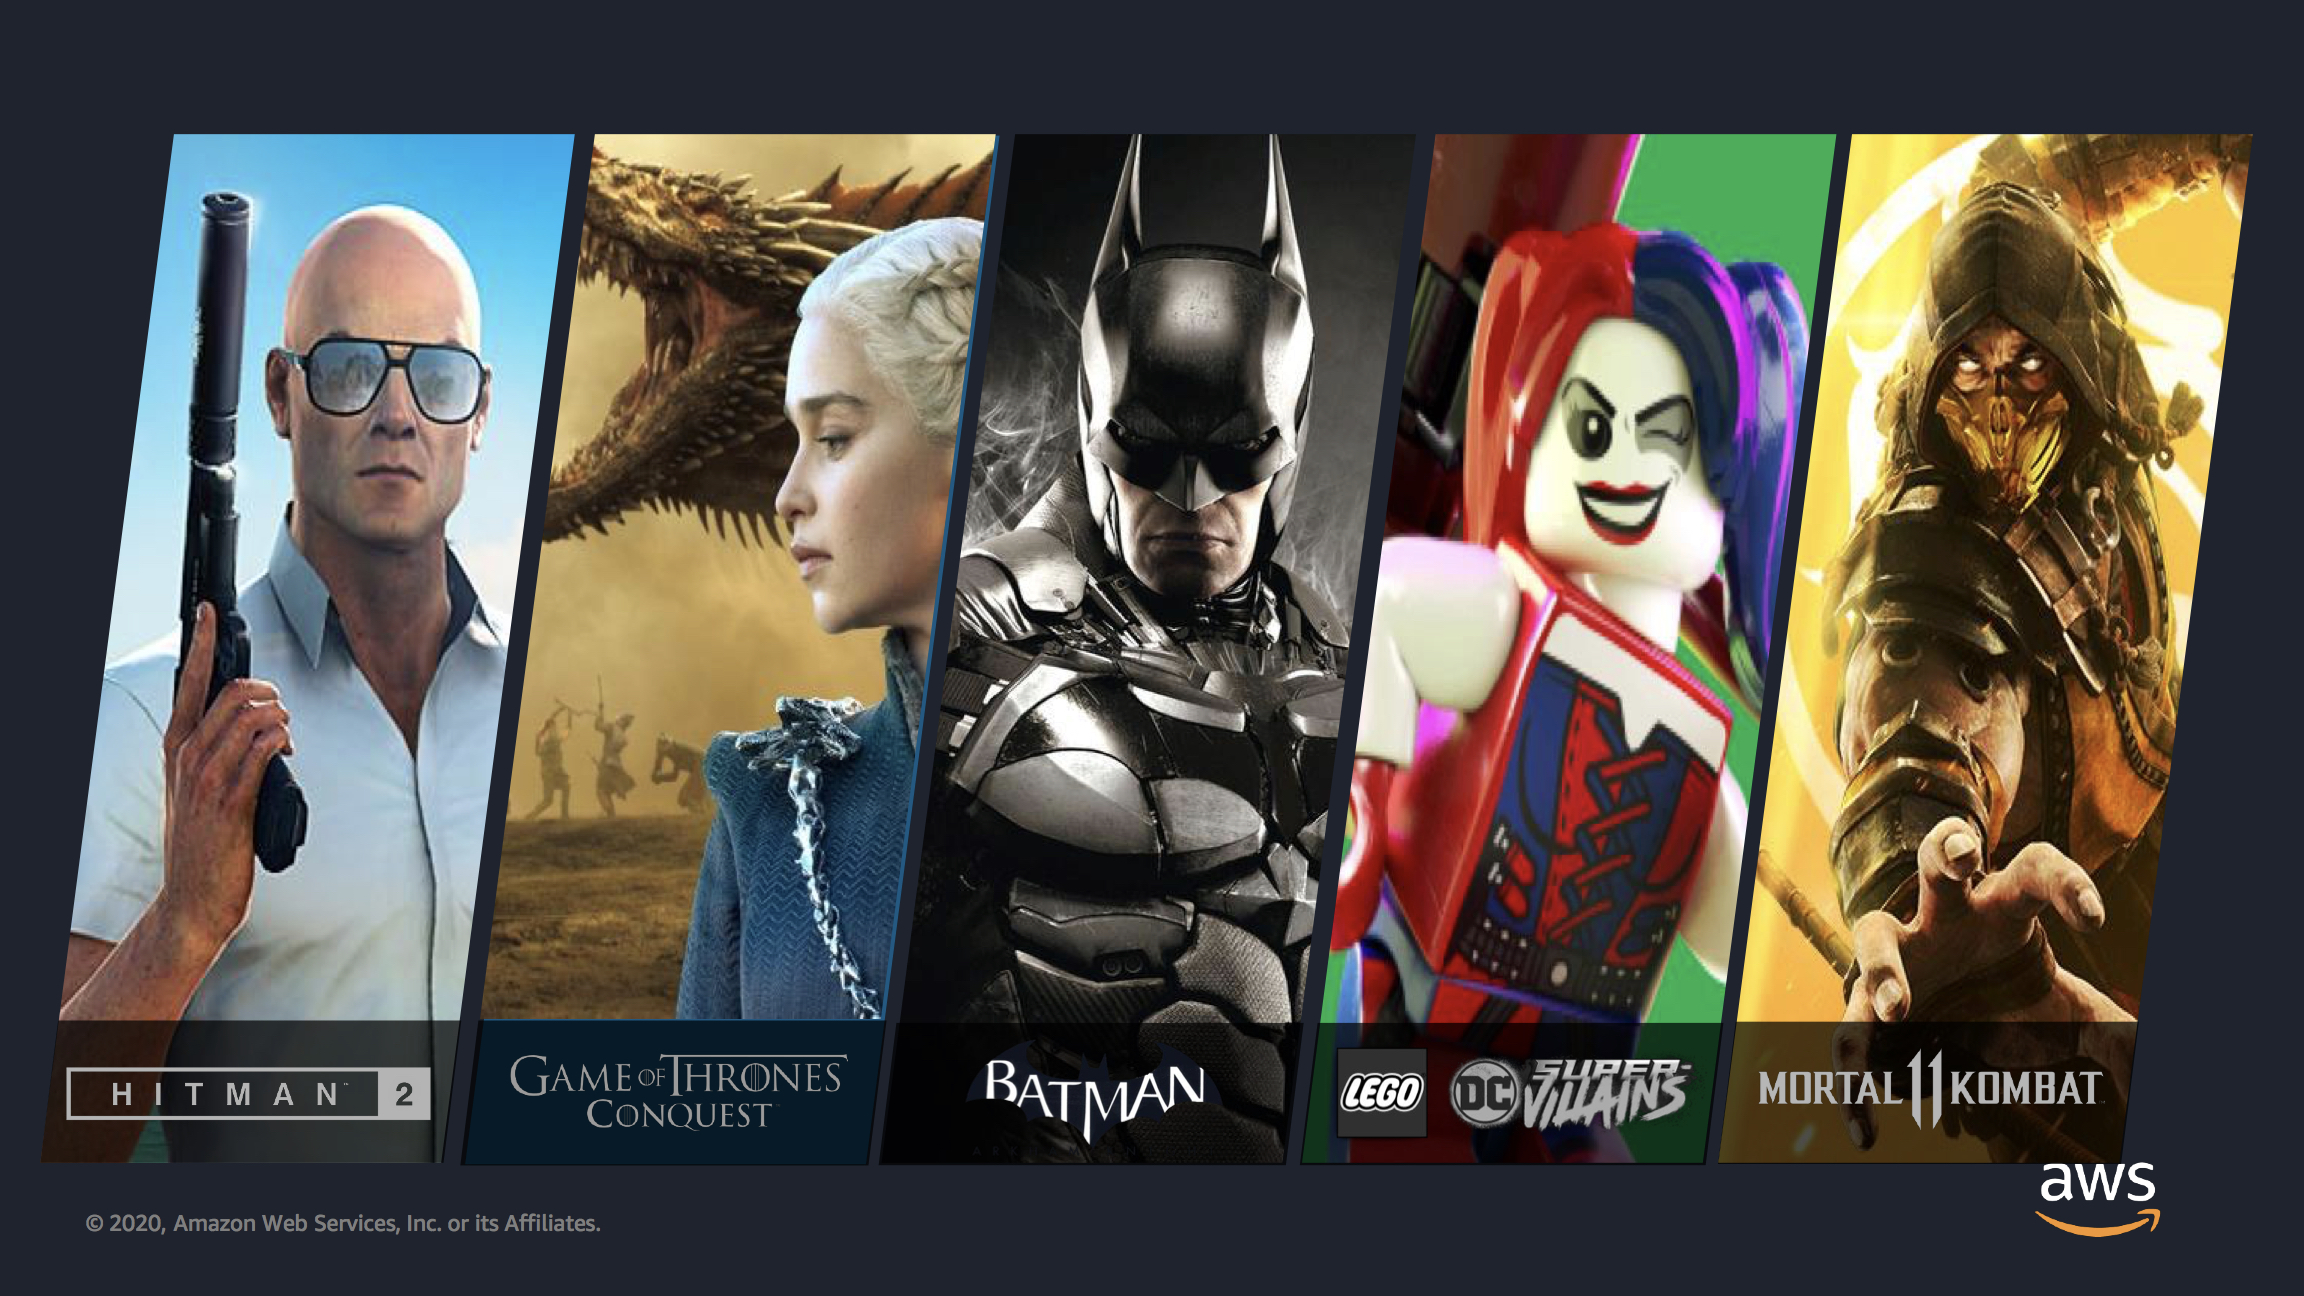 HITMAN™ 2
GAME OF THRONES
CONQUEST
BATMAN
LEGO DC SUPER-
VILLAINS
MORTAL 11 KOMBAT
aws
© 2020, Amazon Web Services, Inc. or its Affiliates.